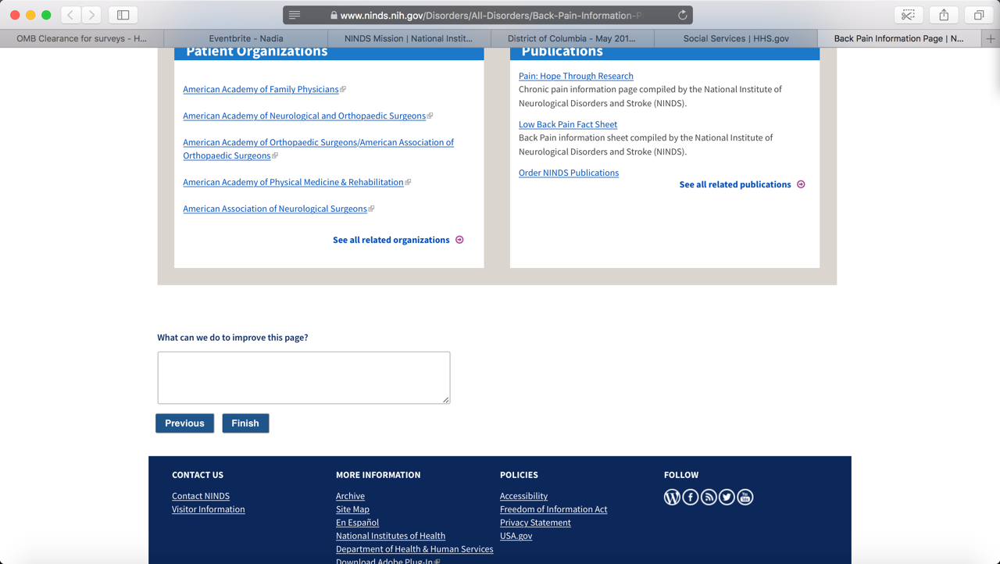 www.ninds.nih.gov/Disorders/All-Disorders/Back-Pain-Information-P
OMB Clearance for surveys - H...
Eventbrite - Nadia
NINDS Mission | National Instit...
District of Columbia - May 201...
Social Services | HHS.gov
Back Pain Information Page | N...
Patient Organizations
American Academy of Family Physicians
American Academy of Neurological and Orthopaedic Surgeons
American Academy of Orthopaedic Surgeons/American Association of
Orthopaedic Surgeons
American Academy of Physical Medicine & Rehabilitation
American Association of Neurological Surgeons
See all related organizations
Publications
Pain: Hope Through Research
Chronic pain information page compiled by the National Institute of
Neurological Disorders and Stroke (NINDS).
Low Back Pain Fact Sheet
Back Pain information sheet compiled by the National Institute of
Neurological Disorders and Stroke (NINDS).
Order NINDS Publications
See all related publications
What can we do to improve this page?
Previous
Finish
CONTACT US
Contact NINDS
Visitor Information
MORE INFORMATION
Archive
Site Map
En Español
National Institutes of Health
Department of Health & Human Services
Download Adobe Plug-In
POLICIES
Accessibility
Freedom of Information Act
Privacy Statement
USA.gov
FOLLOW
You
Tube